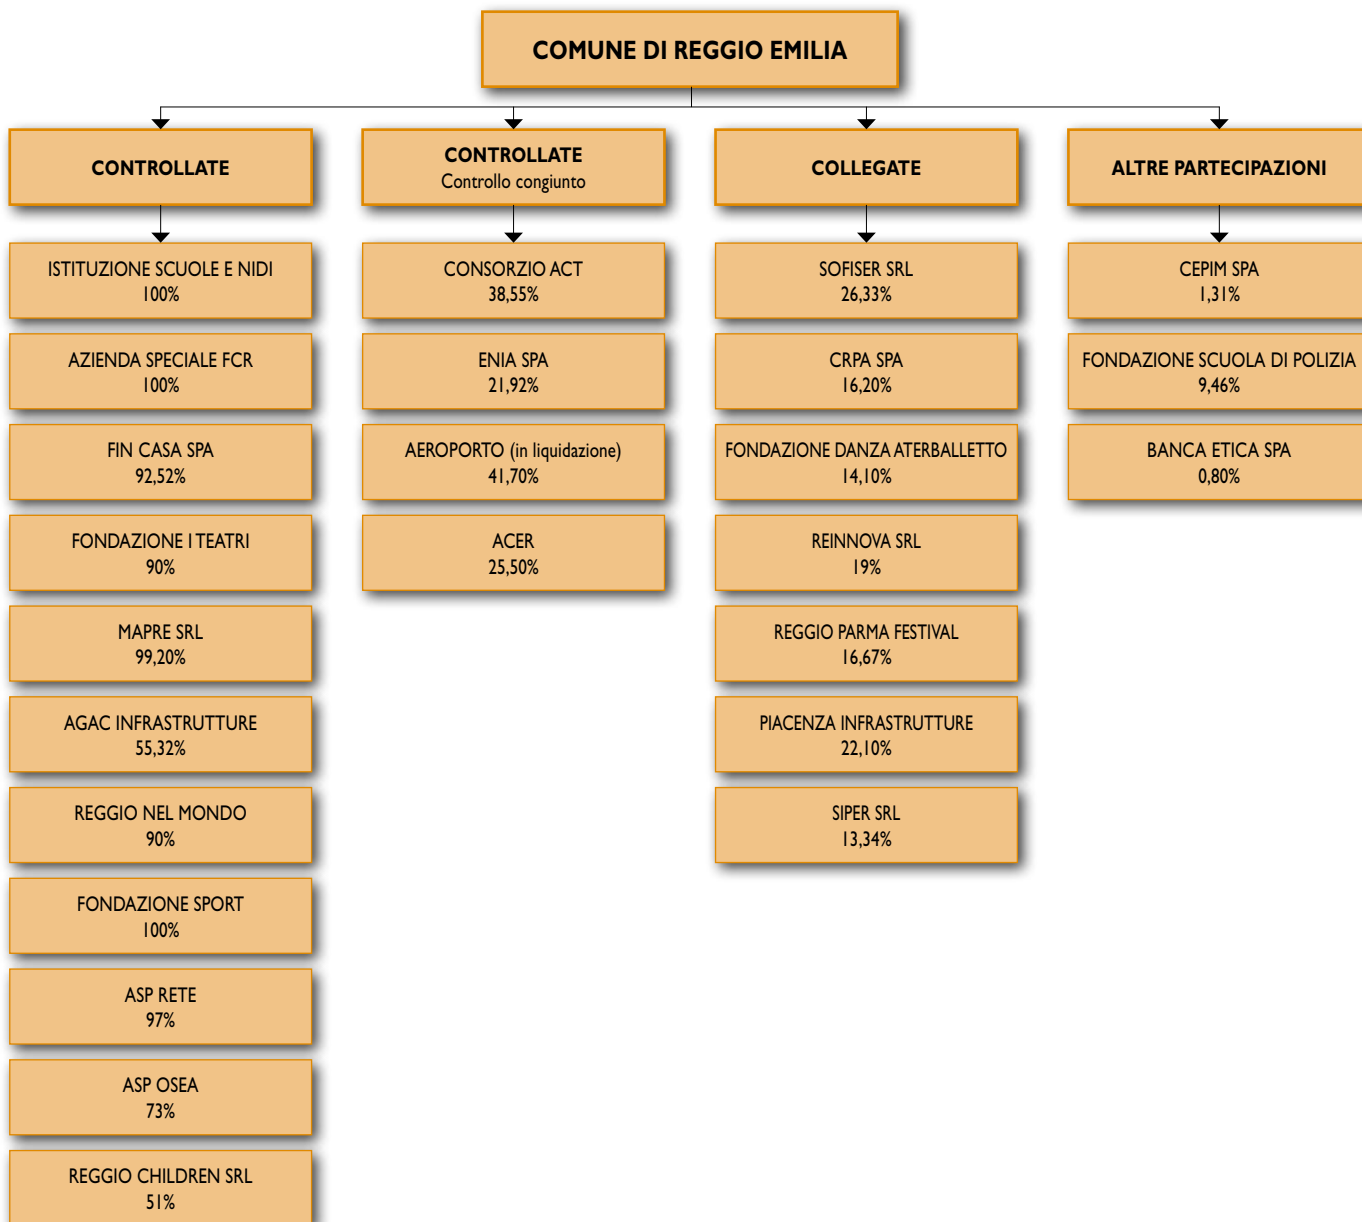 COMUNE DI REGGIO EMILIA
CONTROLLATE
ISTITUZIONE SCUOLE E NIDI
100%
AZIENDA SPECIALE FCR
100%
FIN CASA SPA
92,52%
FONDAZIONE I TEATRI
90%
MAPRE SRL
99,20%
AGAC INFRASTRUTTURE
55,32%
REGGIO NEL MONDO
90%
FONDAZIONE SPORT
100%
ASP RETE
97%
ASP OSEA
73%
REGGIO CHILDREN SRL
51%
CONTROLLATE
Controllo congiunto
CONSORZIO ACT
38,55%
ENIA SPA
21,92%
AEROPORTO (in liquidazione)
41,70%
ACER
25,50%
COLLEGATE
SOFISER SRL
26,33%
CRPA SPA
16,20%
FONDAZIONE DANZA ATERBALLETTO
14,10%
REINNOVA SRL
19%
REGGIO PARMA FESTIVAL
16,67%
PIACENZA INFRASTRUTTURE
22,10%
SIPER SRL
13,34%
ALTRE PARTECIPAZIONI
CEPIM SPA
1,31%
FONDAZIONE SCUOLA DI POLIZIA
9,46%
BANCA ETICA SPA
0,80%